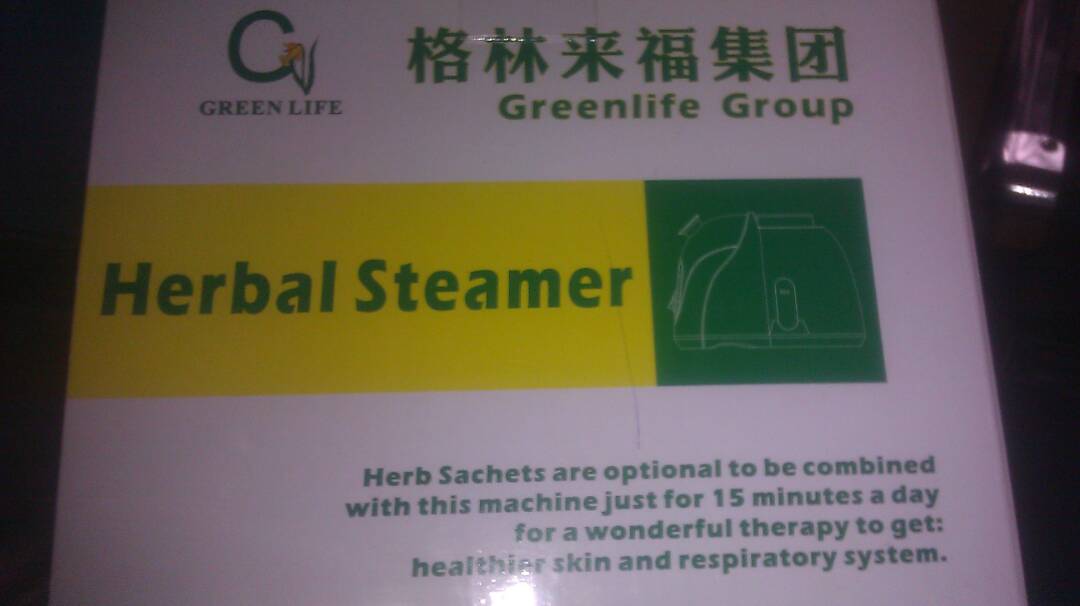 GREEN LIFE
格林来福集团
Greenlife Group
Herbal Steamer
Herb Sachets are optional to be combined
with this machine just for 15 minutes a day
for a wonderful therapy to get:
healthier skin and respiratory system.